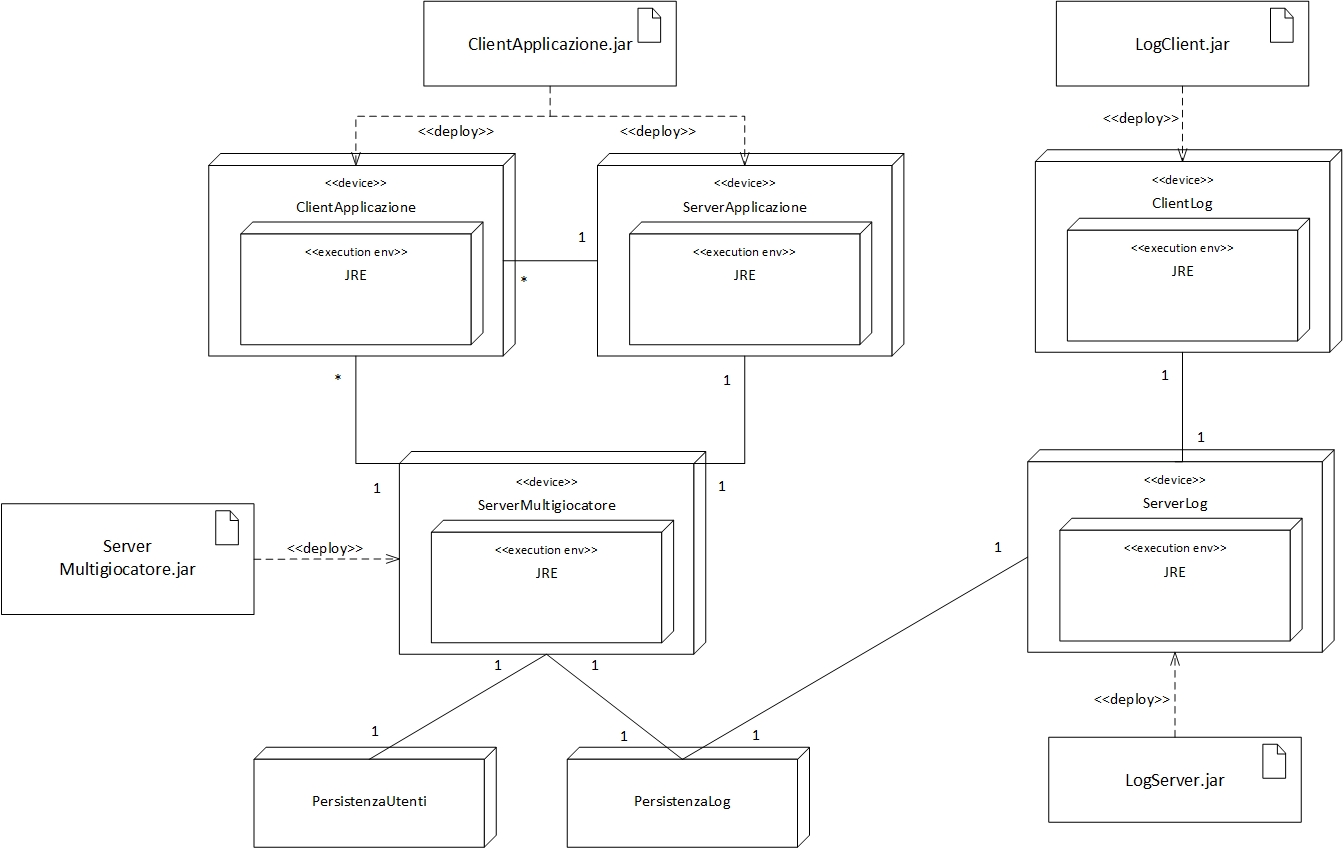 ClientApplicazione.jar
LogClient.jar
<<deploy>>
<<deploy>>
<<deploy>>
<<device>>
ClientApplicazione
<<execution env>>
JRE
<<device>>
ServerApplicazione
<<execution env>>
JRE
<<device>>
ClientLog
<<execution env>>
JRE
1
*
*
1
1
1
1
1
<<device>>
ServerMultigiocatore
<<execution env>>
JRE
<<device>>
ServerLog
<<execution env>>
JRE
Server
Multigiocatore.jar
<<deploy>>
1
1
1
<<deploy>>
1
1
1
PersistenzaUtenti
PersistenzaLog
LogServer.jar